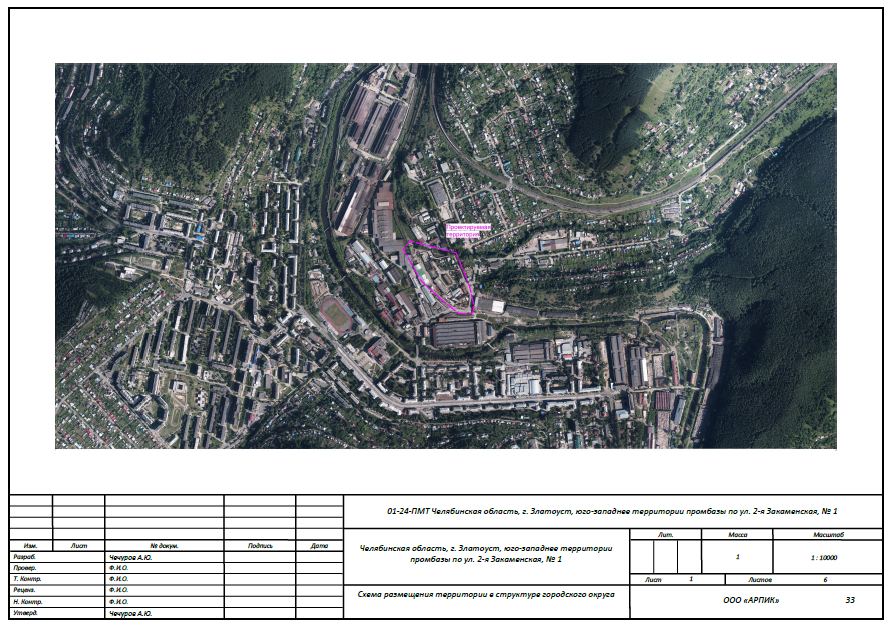 Проектируемая
территория
01-24-ПМТ Челябинская область, г. Златоуст, юго-западнее территории промбазы по ул. 2-я Закаменская, № 1
Изм. Лист № докум. Подпись Дата
Разраб. Чечуров А.Ю.
Провер. Ф.И.О.
Т. Контр. Ф.И.О.
Реценз. Ф.И.О.
Н. Контр. Ф.И.О.
Утверд. Чечуров А.Ю.
Челябинская область, г. Златоуст, юго-западнее территории
промбазы по ул. 2-я Закаменская, № 1
Схема размещения территории в структуре городского округа
Лит. Масса Масштаб
1 1 : 10000
Лист 1 Листов 6
ООО «АРПИК» 33